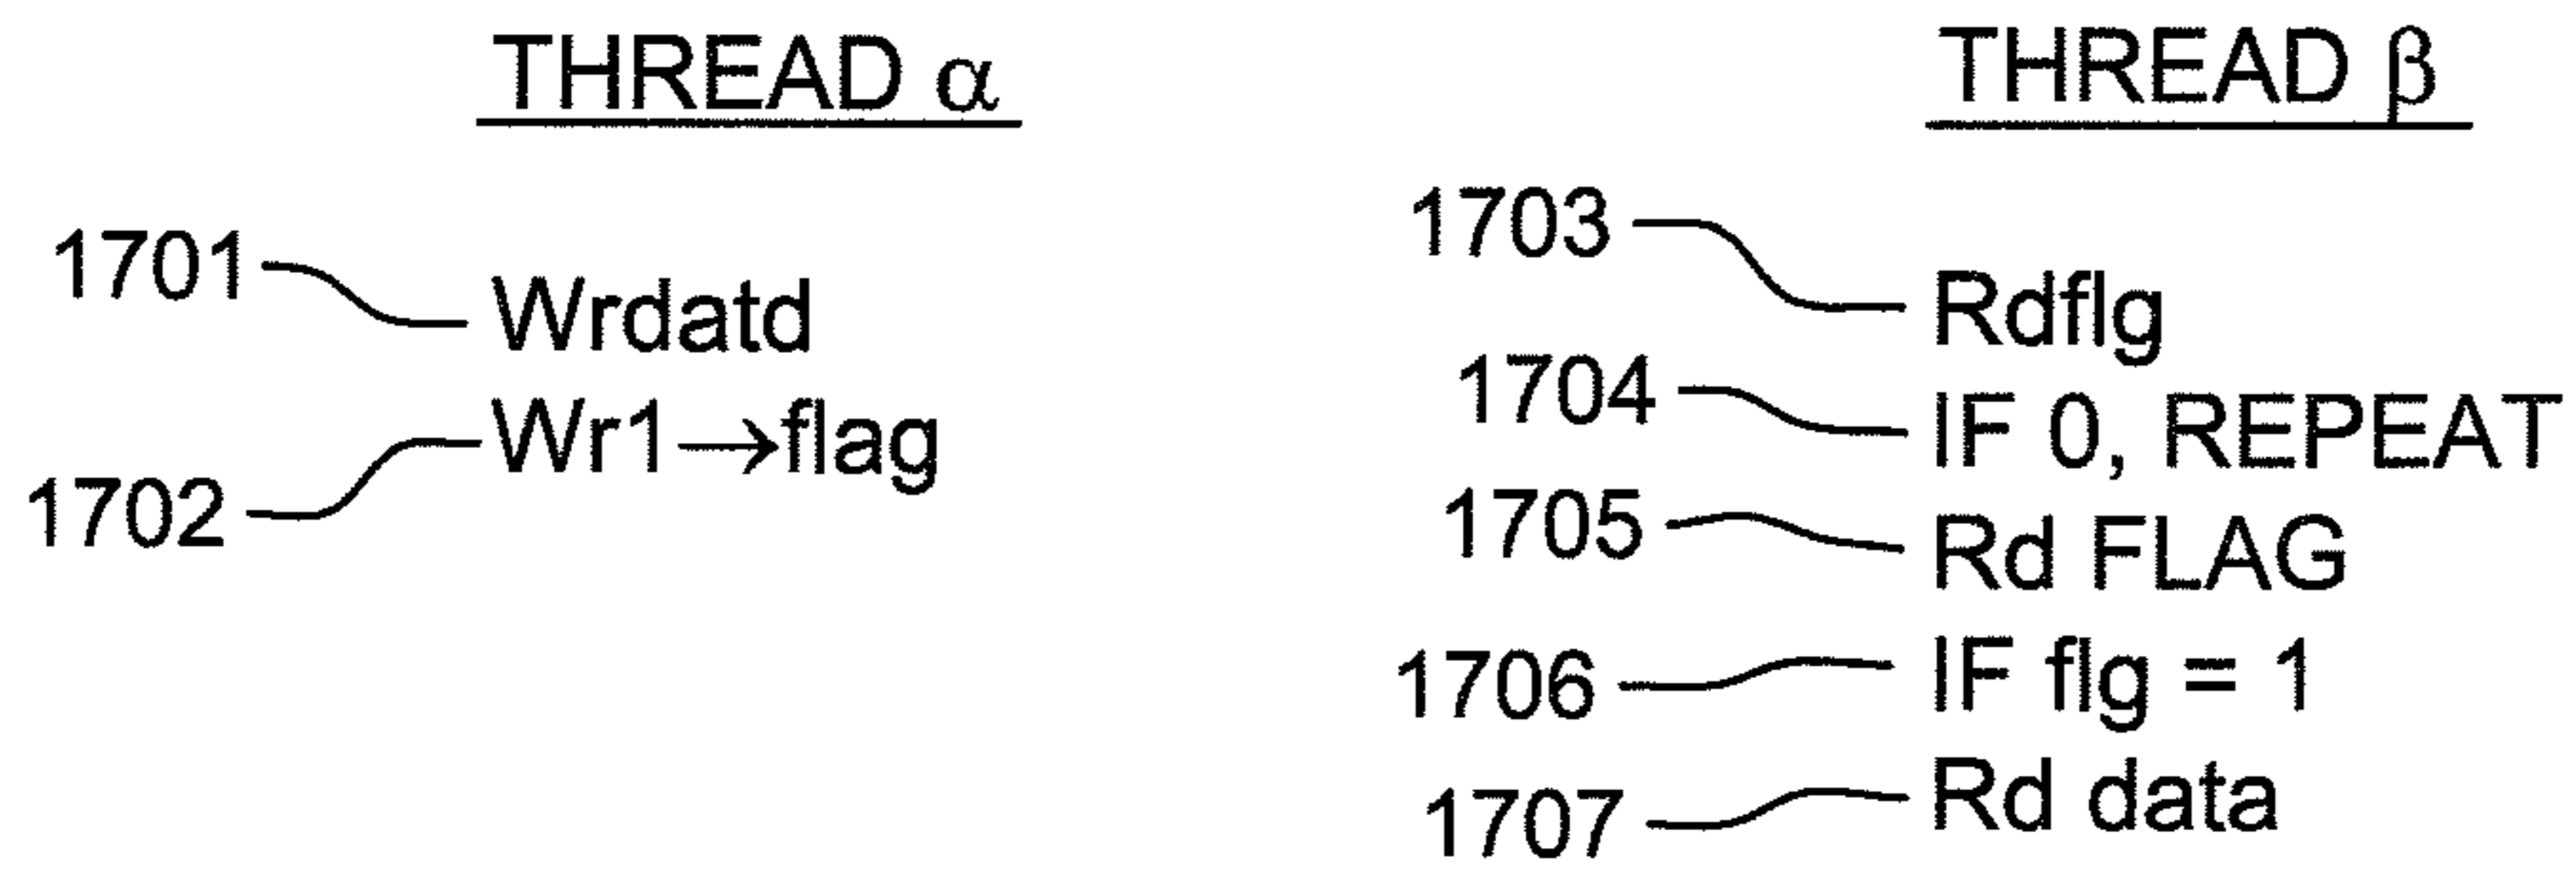 THREAD α
1701 Wrdatd
1702 Wr1→flag
THREAD β
1703 Rdflg
1704 IF 0, REPEAT
1705 Rd FLAG
1706 IF flg = 1
1707 Rd data